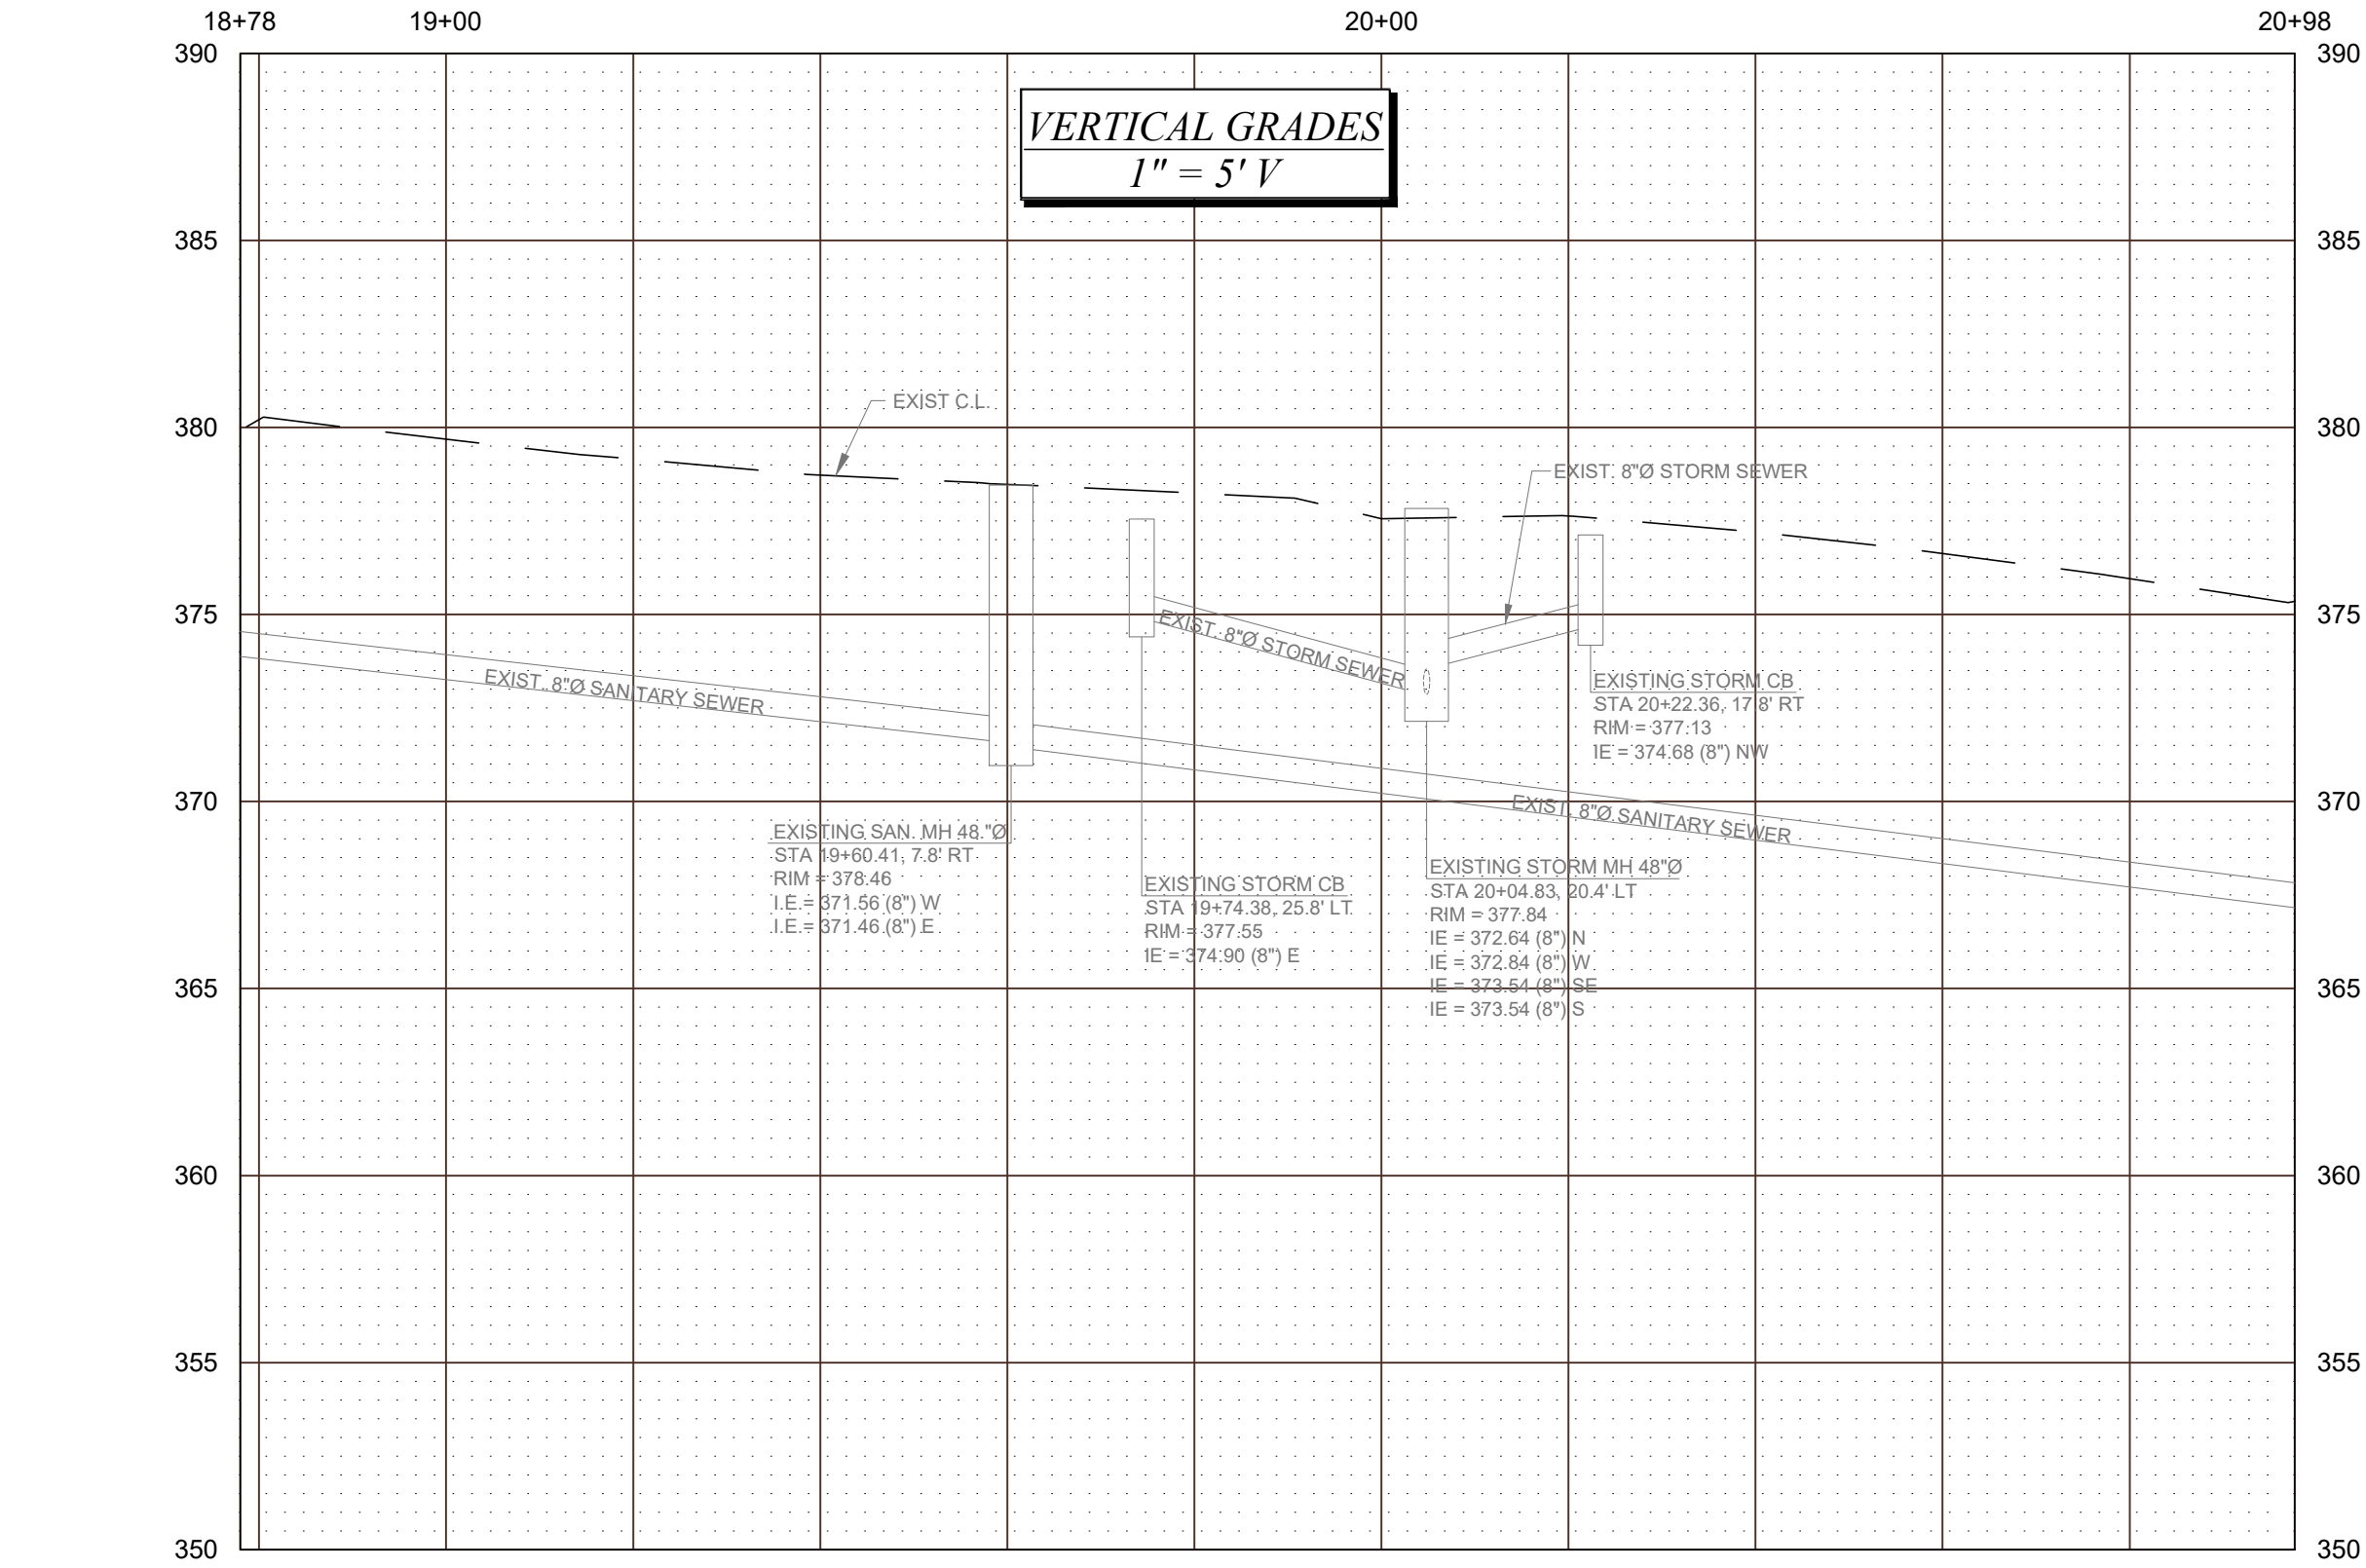 18+78
19+00
20+00
20+98
390
390
VERTICAL GRADES
1" = 5' V
385
385
EXIST C.L.
380
380
EXIST. 8"Ø STORM SEWER
375
375
EXIST. 8"Ø STORM SEWER
EXIST. 8"Ø SANITARY SEWER
EXISTING STORM CB
STA 20+22.36, 17.8' RT
RIM = 377.13
IE = 374.68 (8") NW
370
370
EXIST. 8"Ø SANITARY SEWER
EXISTING SAN. MH 48."Ø
STA 19+60.41, 7.8' RT
RIM = 378.46
I.E.= 371.56 (8") W
I.E.= 371.46 (8") E
EXISTING STORM CB
STA 19+74.38, 25.8' LT
RIM = 377.55
IE = 374.90 (8") E
EXISTING STORM MH 48"Ø
STA 20+04.83, 20.4' LT
RIM = 377.84
IE = 372.64 (8") N
IE = 372.84 (8") W
IE = 373.54 (8") SE
IE = 373.54 (8") S
365
365
360
360
355
355
350
350